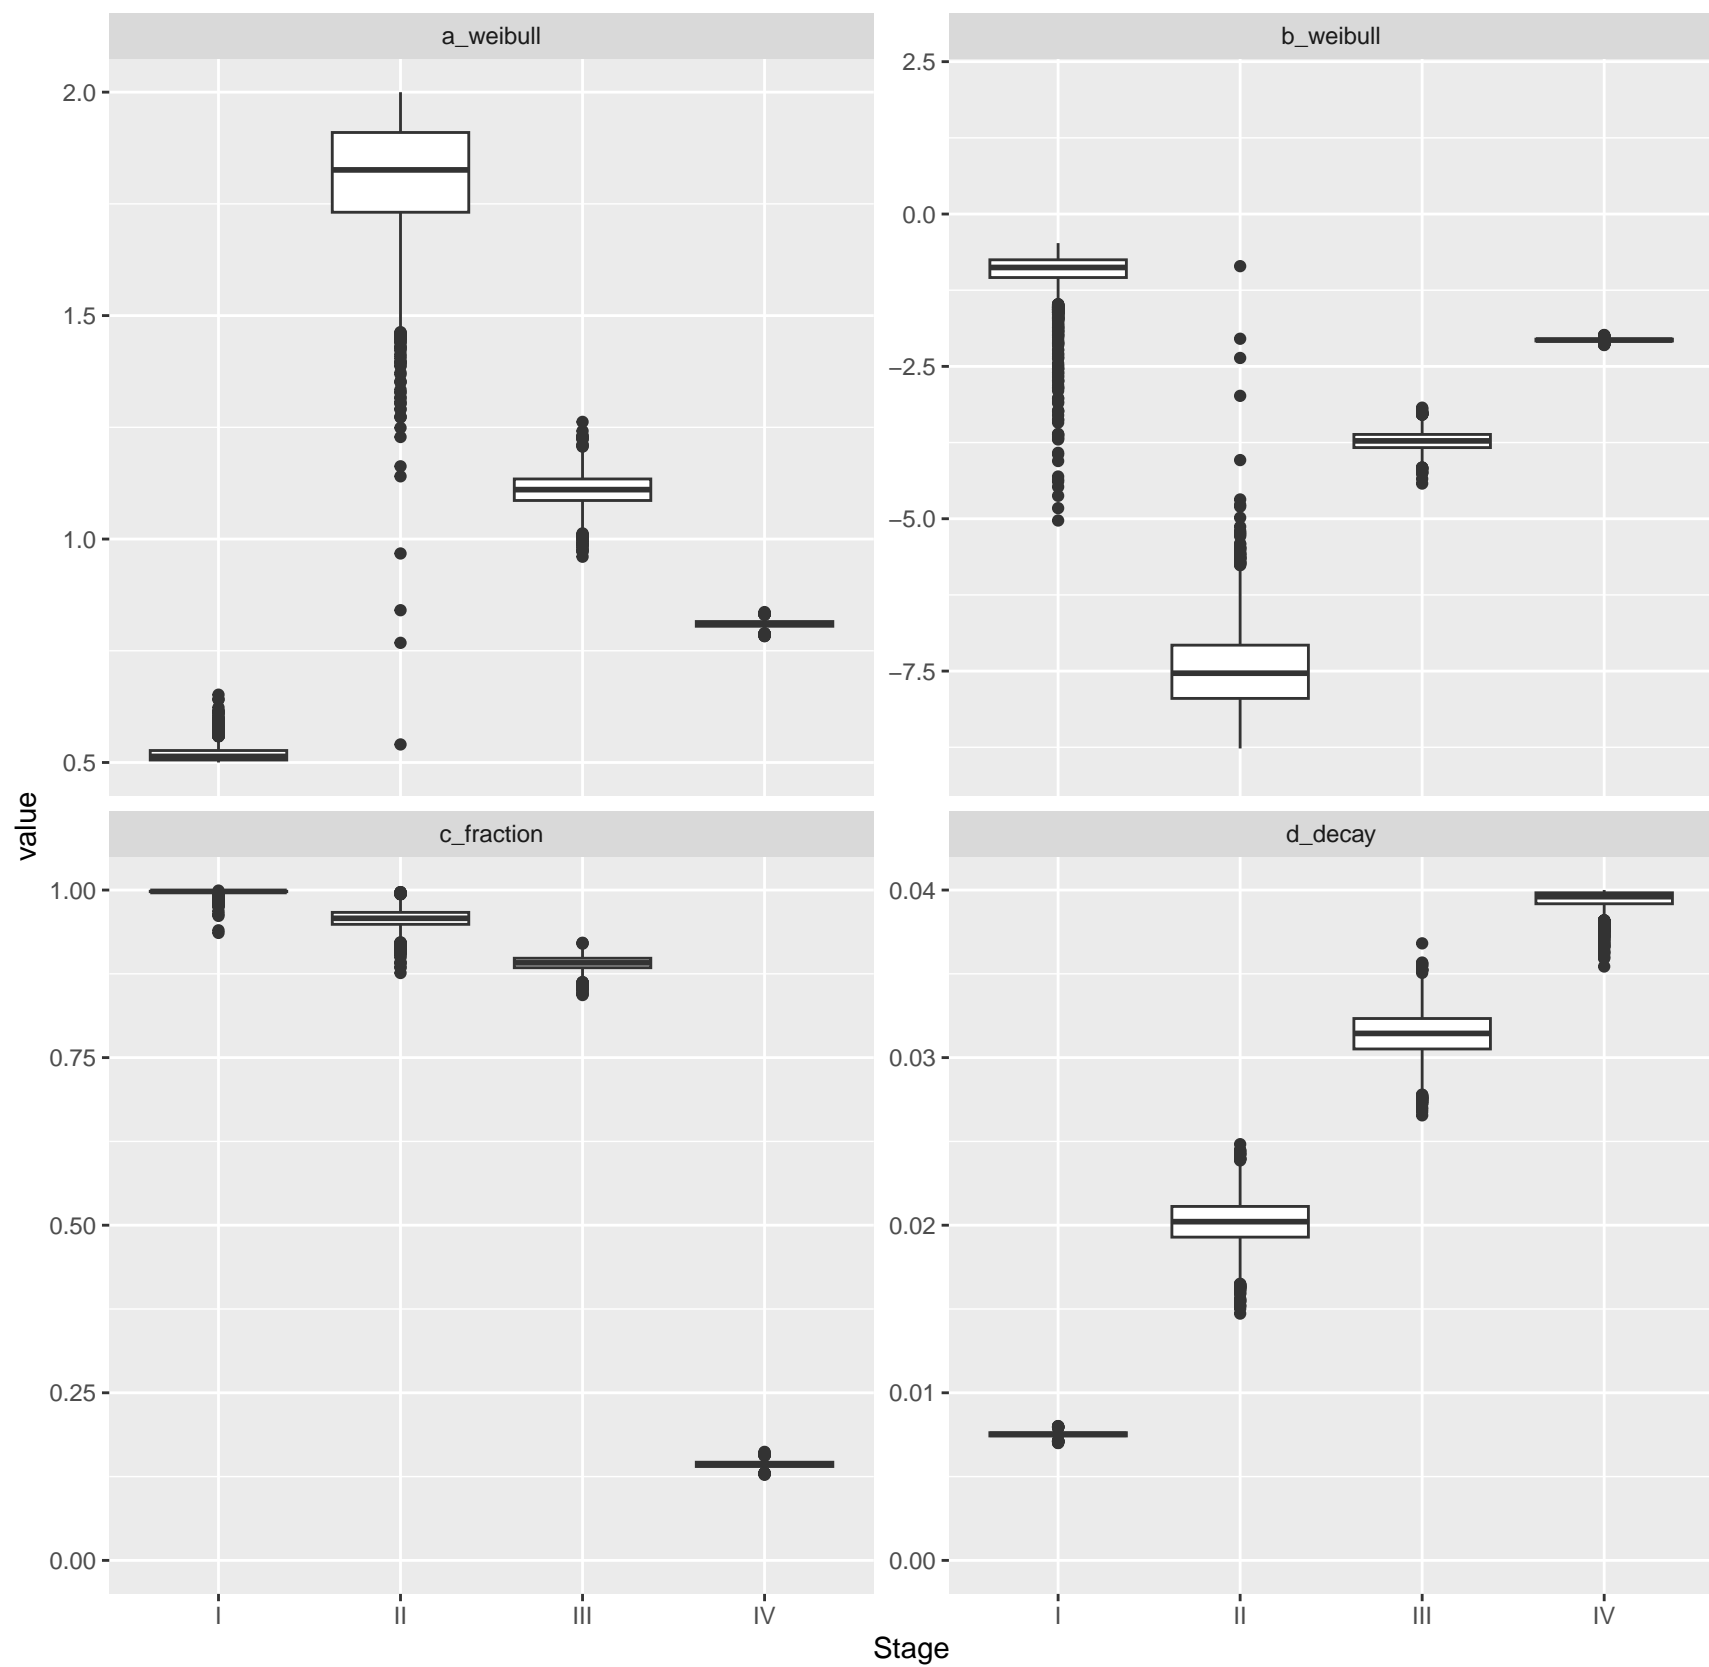 a_weibull
b_weibull
2.0
1.5
1.0
0.5
2.5
0.0
−2.5
−5.0
−7.5
value
c_fraction
d_decay
1.00
0.75
0.50
0.25
0.00
0.04
0.03
0.02
0.01
0.00
I II III IV
I II III IV
Stage